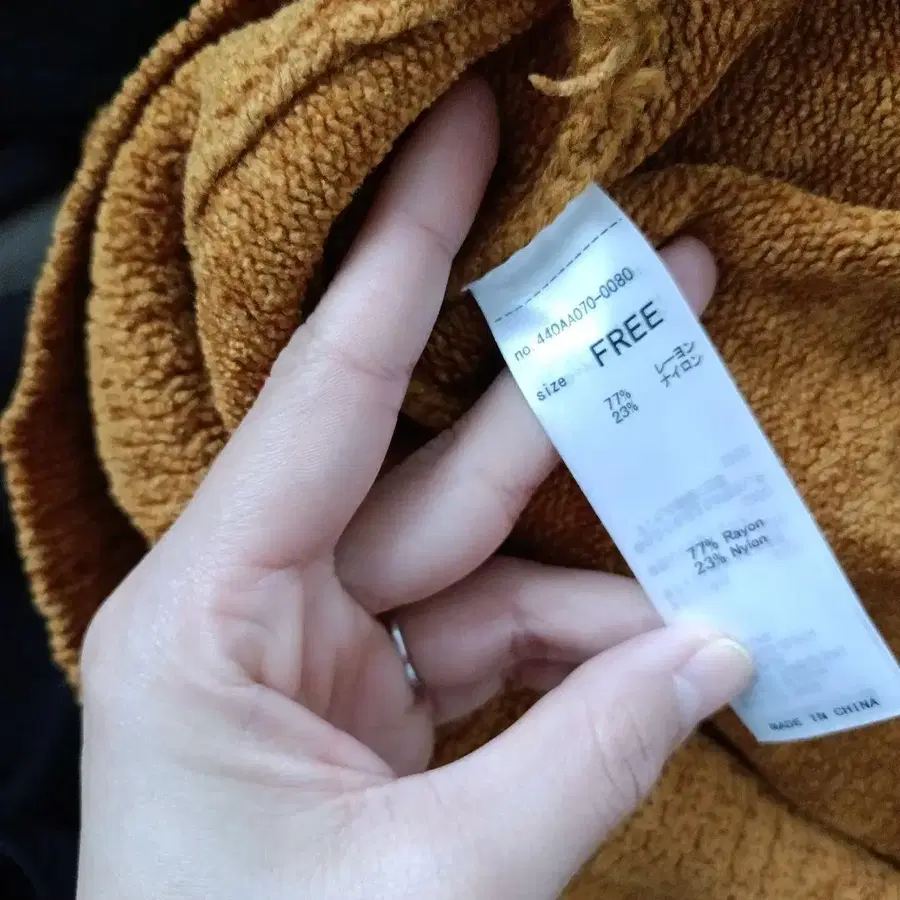 no. 440AA070-0080
size FREE
77% レーヨン
23% ナイロン
77% Rayon
23% Nylon
MADE IN CHINA